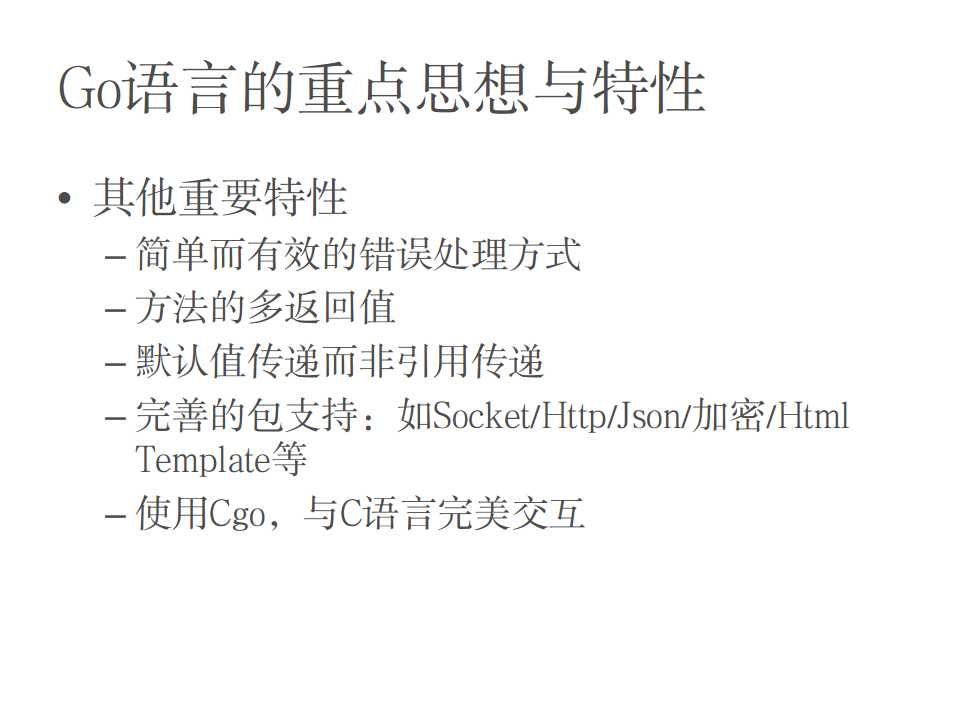 Go语言的重点思想与特性
• 其他重要特性
– 简单而有效的错误处理方式
– 方法的多返回值
– 默认值传递而非引用传递
– 完善的包支持：如Socket/Http/Json/加密/Html
Template等
– 使用Cgo，与C语言完美交互